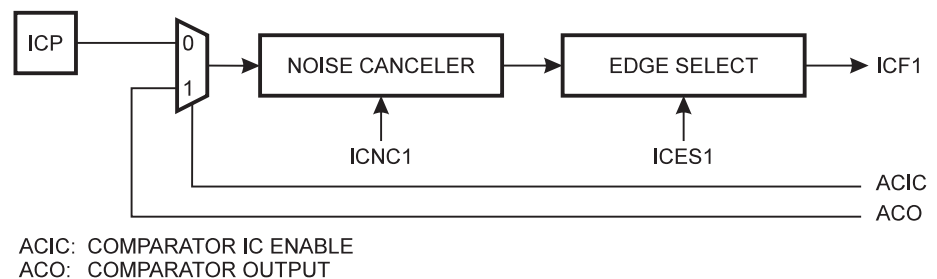 ICP
0
1
NOISE CANCELER
EDGE SELECT
ICF1
ICNC1
ICES1
ACIC
ACO
ACIC: COMPARATOR IC ENABLE
ACO: COMPARATOR OUTPUT